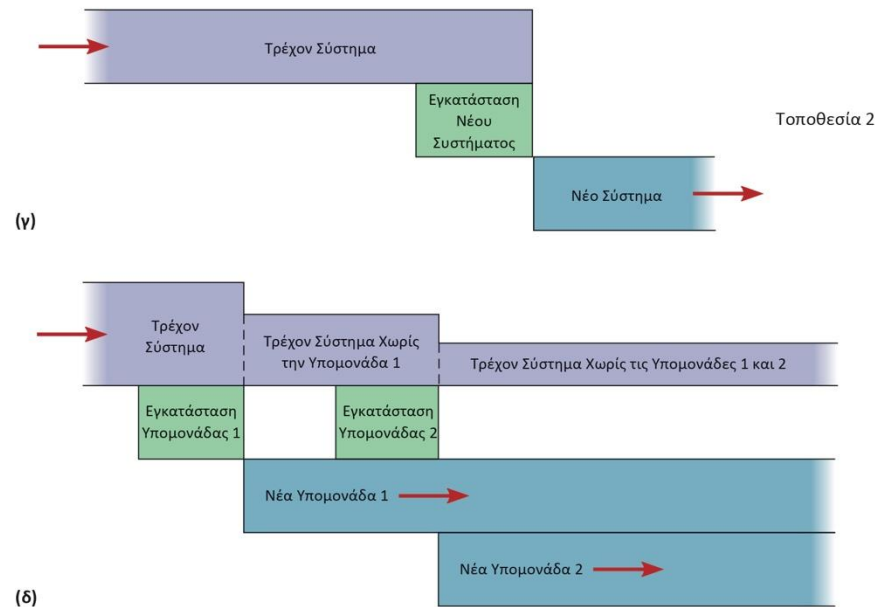 Τρέχον Σύστημα
Εγκατάσταση
Νέου
Συστήματος
Τοποθεσία 2
Νέο Σύστημα
(γ)
Τρέχον
Σύστημα
Τρέχον Σύστημα Χωρίς
την Υπομονάδα 1
Τρέχον Σύστημα Χωρίς τις Υπομονάδες 1 και 2
Εγκατάσταση
Υπομονάδας 1
Εγκατάσταση
Υπομονάδας 2
Νέα Υπομονάδα 1
Νέα Υπομονάδα 2
(δ)